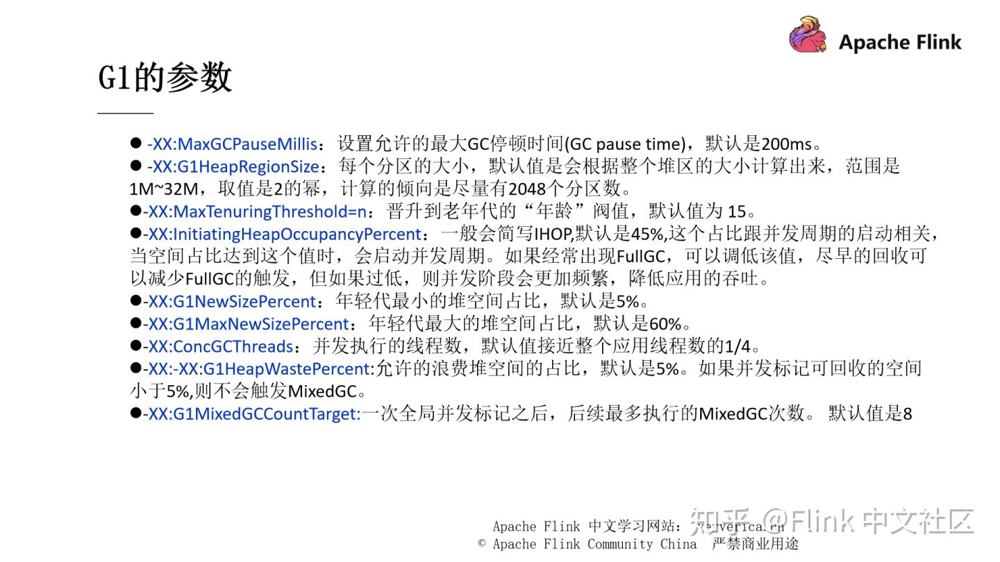 Apache Flink
G1的参数
● -XX:MaxGCPauseMillis：设置允许的最大GC停顿时间(GC pause time)，默认是200ms。
● -XX:G1HeapRegionSize：每个分区的大小，默认值是会根据整个堆区的大小计算出来，范围是
1M~32M，取值是2的幂，计算的倾向是尽量有2048个分区数。
●-XX:MaxTenuringThreshold=n：晋升到老年代的“年龄”阀值，默认值为 15。
●-XX:InitiatingHeapOccupancyPercent：一般会简写IHOP,默认是45%,这个占比跟并发周期的启动相关，
当空间占比达到这个值时，会启动并发周期。如果经常出现FullGC，可以调低该值，尽早的回收可
以减少FullGC的触发，但如果过低，则并发阶段会更加频繁，降低应用的吞吐。
●-XX:G1NewSizePercent：年轻代最小的堆空间占比，默认是5%。
●-XX:G1MaxNewSizePercent：年轻代最大的堆空间占比，默认是60%。
●-XX:ConcGCThreads：并发执行的线程数，默认值接近整个应用线程数的1/4。
●-XX:-XX:G1HeapWastePercent:允许的浪费堆空间的占比，默认是5%。如果并发标记可回收的空间
小于5%,则不会触发MixedGC。
●-XX:G1MixedGCCountTarget:一次全局并发标记之后，后续最多执行的MixedGC次数。 默认值是8
Apache Flink 中文学习网站： ververica.cn
© Apache Flink Community China 严禁商业用途
知乎 @Flink 中文社区